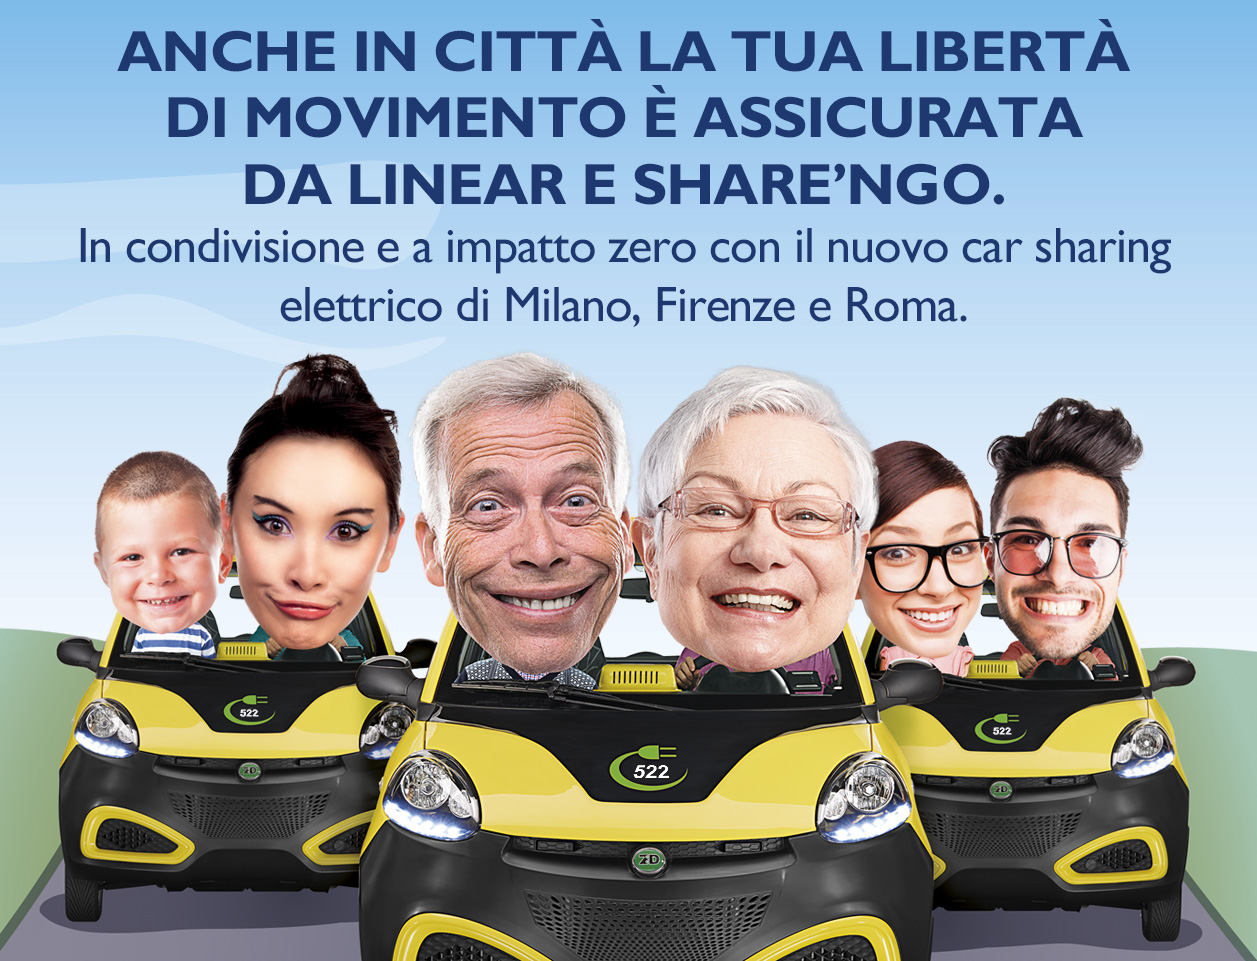 ANCHE IN CITTÀ LA TUA LIBERTÀ
DI MOVIMENTO È ASSICURATA
DA LINEAR E SHARE’NGO.
In condivisione e a impatto zero con il nuovo car sharing
elettrico di Milano, Firenze e Roma.
522
522
522
ZD
ZD
ZD